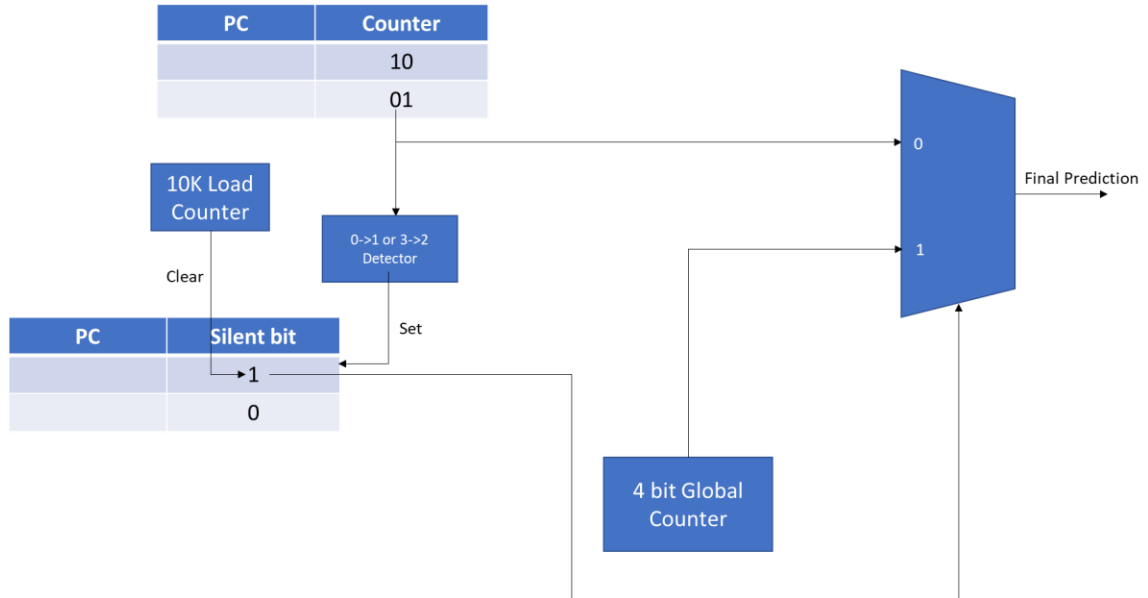 PC Counter
10
01
10K Load
Counter
0->1 or 3->2
Detector
0
Final Prediction
1
Clear
Set
PC Silent bit
1
0
4 bit Global
Counter